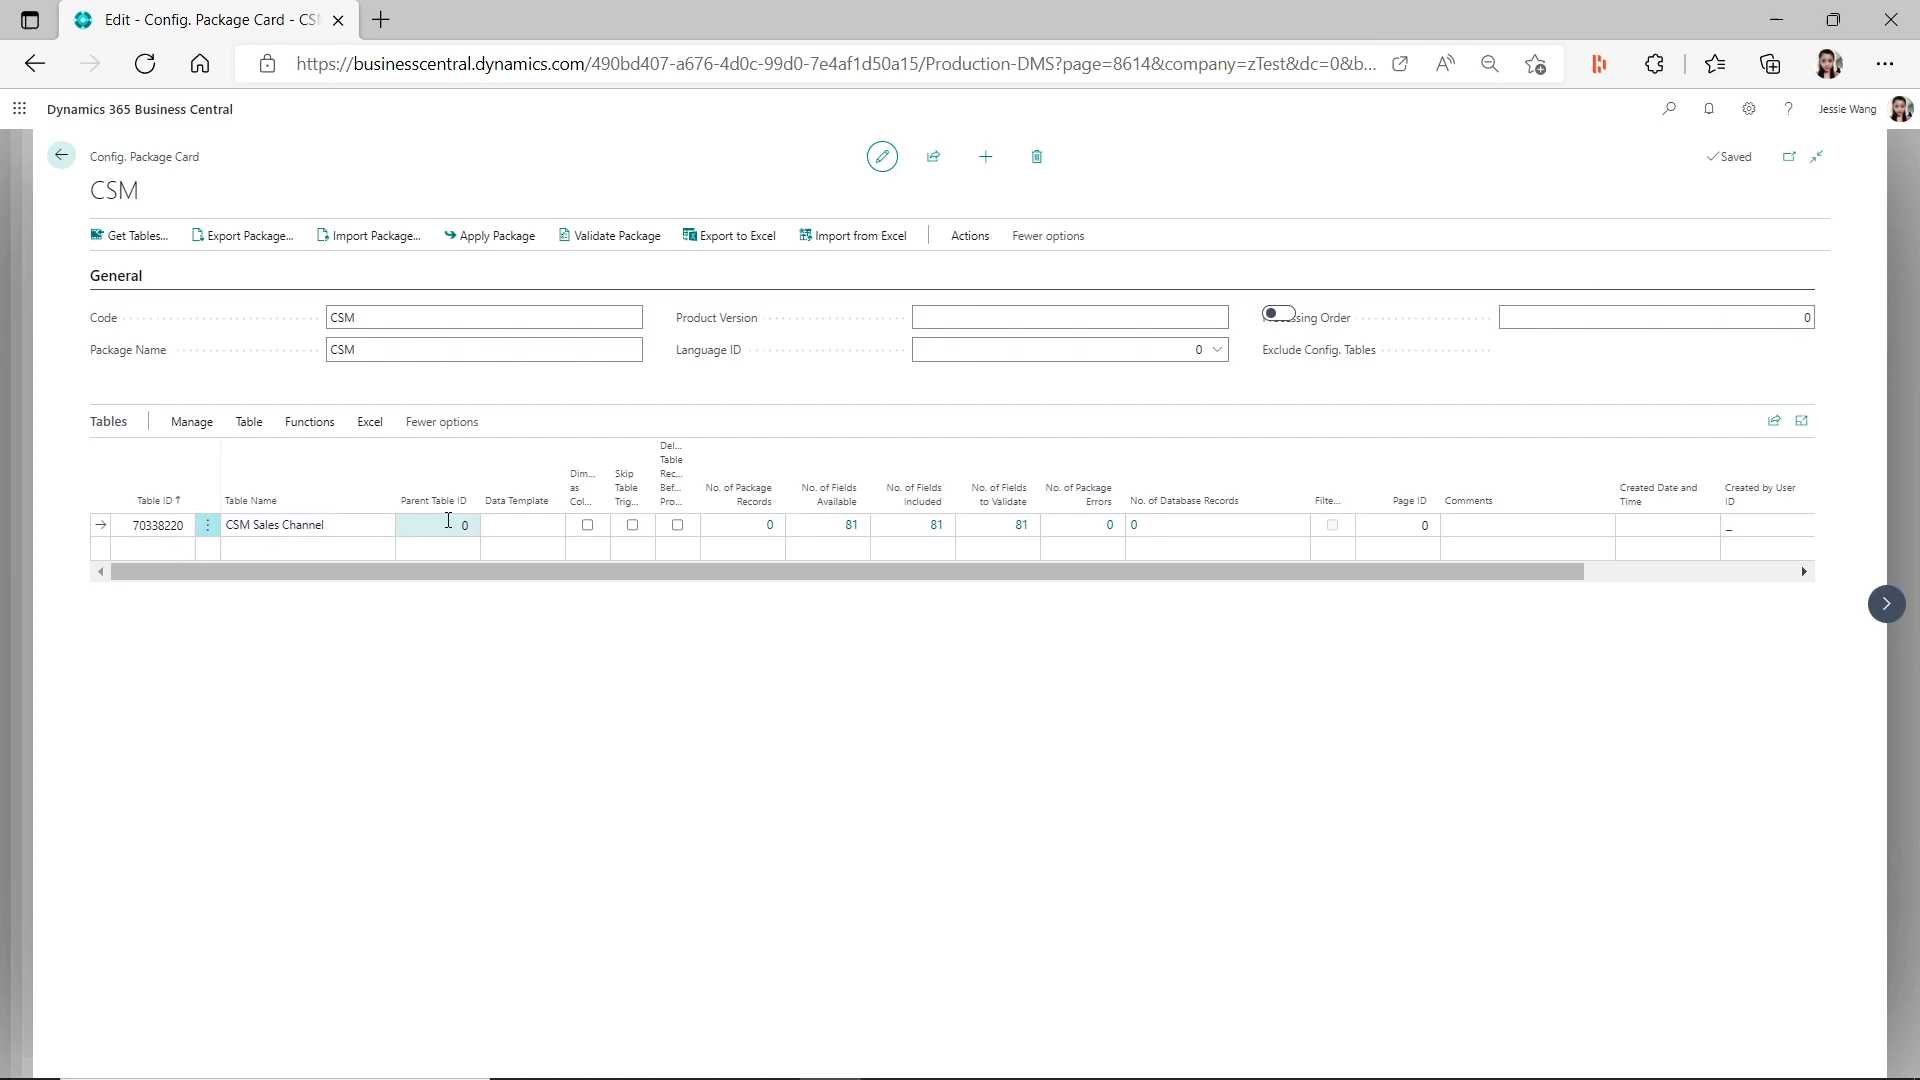 Edit - Config. Package Card - CSM
https://businesscentral.dynamics.com/490bd407-a676-4d0c-99d0-7e4af1d50a15/Production-DMS?page=8614&company=zTest&dc=0&b...
Dynamics 365 Business Central
Jessie Wang
Config. Package Card
Saved
CSM
Get Tables... Export Package... Import Package... Apply Package Validate Package Export to Excel Import from Excel Actions Fewer options
General
Code CSM Product Version Processing Order 0
Package Name CSM Language ID 0 Exclude Config. Tables
Tables Manage Table Functions Excel Fewer options
Table ID ↑
Table Name
Parent Table ID
Data Template
Dim...
as
Col...
Skip
Table
Trig...
Del...
Table
Rec...
Bef...
Pro...
No. of Package
Records
No. of Fields
Available
No. of Fields
Included
No. of Fields
to Validate
No. of Package
Errors
No. of Database Records
Filte...
Page ID
Comments
Created Date and
Time
Created by User
ID
70338220 CSM Sales Channel 0 0 81 81 81 0 0 0 _